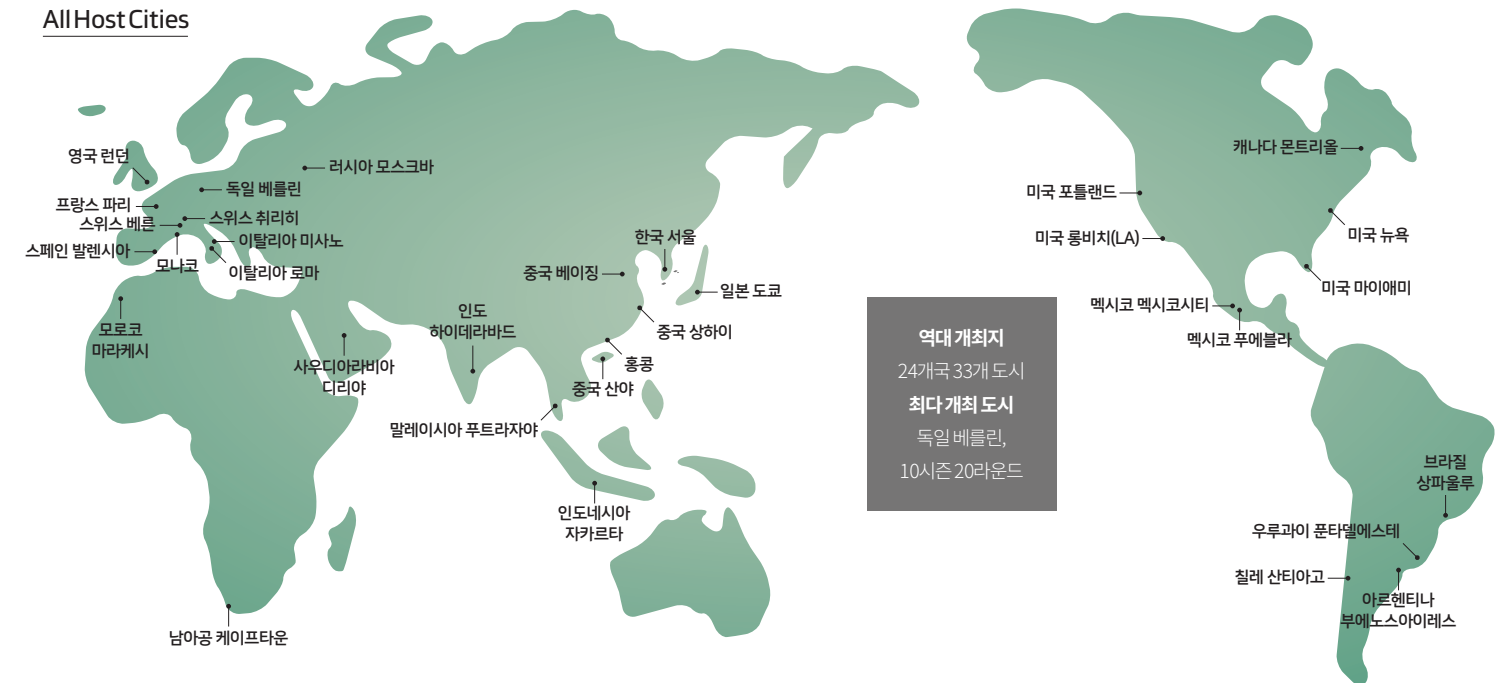 All Host Cities
영국 런던
러시아 모스크바
독일 베를린
프랑스 파리
스위스 취리히
스위스 베른
이탈리아 미사노
스페인 발렌시아
모나코
이탈리아 로마
모로코
마라케시
사우디아라비아
디리야
인도
하이데라바드
한국 서울
중국 베이징
일본 도쿄
중국 상하이
홍콩
중국 산야
말레이시아 푸트라자야
인도네시아
자카르타
남아공 케이프타운
역대 개최지
24개국 33개 도시
최다 개최 도시
독일 베를린,
10시즌 20라운드
캐나다 몬트리올
미국 포틀랜드
미국 뉴욕
미국 롱비치(LA)
미국 마이애미
멕시코 멕시코시티
멕시코 푸에블라
브라질
상파울루
우루과이 푼타델에스테
칠레 산티아고
아르헨티나
부에노스아이레스